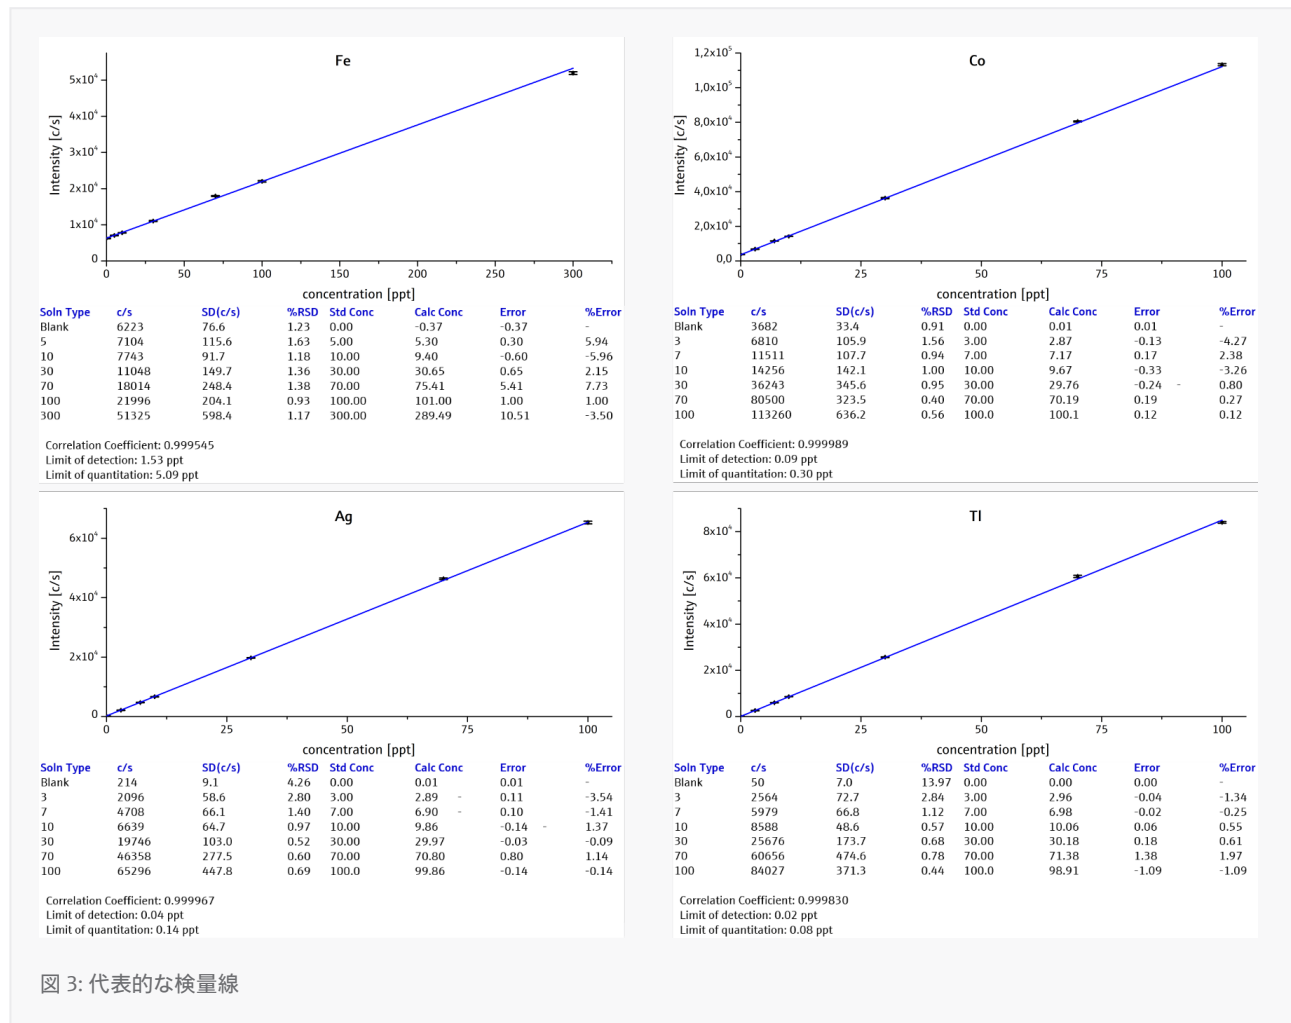 Fe
5x10⁴
4x10⁴
3x10⁴
2x10⁴
1x10⁴
0
Intensity [c/s]
0 50 100 150 200 250 300
concentration [ppt]
Soln Type c/s SD(c/s) %RSD Std Conc Calc Conc Error %Error
Blank 6223 76.6 1.23 0.00 -0.37 -0.37 -
5 7104 115.6 1.63 5.00 5.30 0.30 5.94
10 7743 91.7 1.18 10.00 9.40 -0.60 -5.96
30 11048 149.7 1.36 30.00 30.65 0.65 2.15
70 18014 248.4 1.38 70.00 75.41 5.41 7.73
100 21996 204.1 0.93 100.00 101.00 1.00 1.00
300 51325 598.4 1.17 300.00 289.49 10.51 -3.50
Correlation Coefficient: 0.999545
Limit of detection: 1.53 ppt
Limit of quantitation: 5.09 ppt
Co
1,2x10⁵
1,0x10⁵
8,0x10⁴
6,0x10⁴
4,0x10⁴
2,0x10⁴
0,0
Intensity [c/s]
0 25 50 75 100
concentration [ppt]
Soln Type c/s SD(c/s) %RSD Std Conc Calc Conc Error %Error
Blank 3682 33.4 0.91 0.00 0.01 0.01 -
3 6810 105.9 1.56 3.00 2.87 -0.13 -4.27
7 11511 107.7 0.94 7.00 7.17 0.17 2.38
10 14256 142.1 1.00 10.00 9.67 -0.33 -3.26
30 36243 345.6 0.95 30.00 29.76 -0.24 - 0.80
70 80500 323.5 0.40 70.00 70.19 0.19 0.27
100 113260 636.2 0.56 100.0 100.1 0.12 0.12
Correlation Coefficient: 0.999989
Limit of detection: 0.09 ppt
Limit of quantitation: 0.30 ppt
Ag
6x10⁴
4x10⁴
2x10⁴
0
Intensity [c/s]
0 25 50 75 100
concentration [ppt]
Soln Type c/s SD(c/s) %RSD Std Conc Calc Conc Error %Error
Blank 214 9.1 4.26 0.00 0.01 0.01 -
3 2096 58.6 2.80 3.00 2.89 - 0.11 -3.54
7 4708 66.1 1.40 7.00 6.90 - 0.10 -1.41
10 6639 64.7 0.97 10.00 9.86 -0.14 - 1.37
30 19746 103.0 0.52 30.00 29.97 -0.03 -0.09
70 46358 277.5 0.60 70.00 70.80 0.80 1.14
100 65296 447.8 0.69 100.0 99.86 -0.14 -0.14
Correlation Coefficient: 0.999967
Limit of detection: 0.04 ppt
Limit of quantitation: 0.14 ppt
Tl
8x10⁴
6x10⁴
4x10⁴
2x10⁴
0
Intensity [c/s]
0 25 50 75 100
concentration [ppt]
Soln Type c/s SD(c/s) %RSD Std Conc Calc Conc Error %Error
Blank 50 7.0 13.97 0.00 0.00 0.00 -
3 2564 72.7 2.84 3.00 2.96 -0.04 -1.34
7 5979 66.8 1.12 7.00 6.98 -0.02 -0.25
10 8588 48.6 0.57 10.00 10.06 0.06 0.55
30 25676 173.7 0.68 30.00 30.18 0.18 0.61
70 60656 474.6 0.78 70.00 71.38 1.38 1.97
100 84027 371.3 0.44 100.0 98.91 -1.09 -1.09
Correlation Coefficient: 0.999830
Limit of detection: 0.02 ppt
Limit of quantitation: 0.08 ppt
図 3: 代表的な検量線